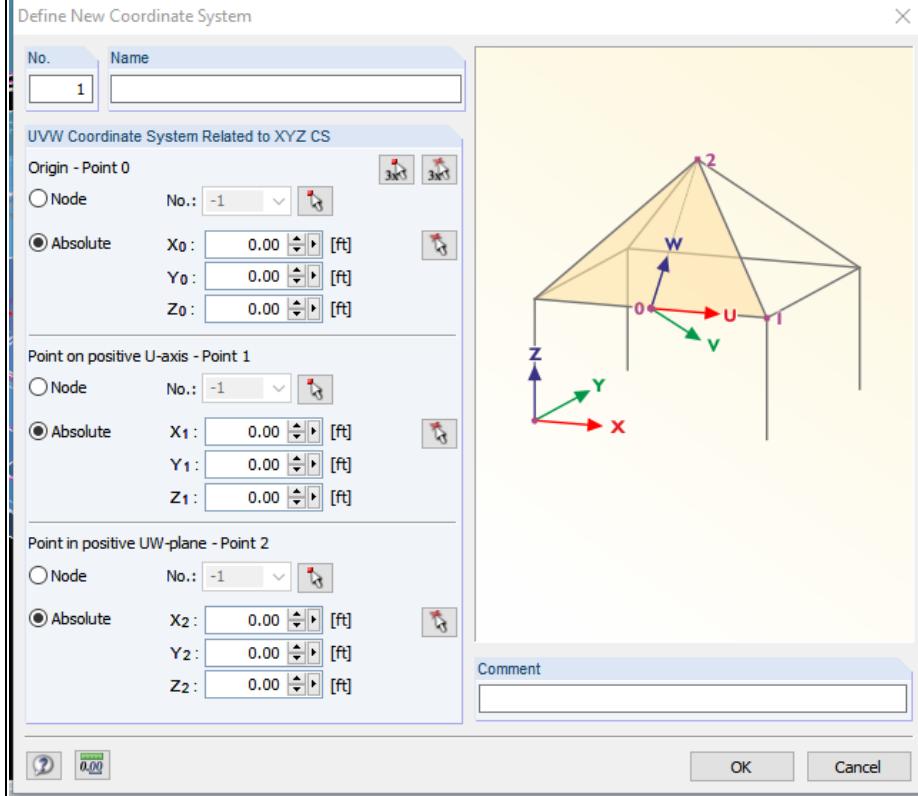 Define New Coordinate System
No. Name
1
UVW Coordinate System Related to XYZ CS
Origin - Point 0
3x 3x
Node No.: -1
Absolute X0 : 0.00 [ft]
Y0 : 0.00 [ft]
Z0 : 0.00 [ft]
Point on positive U-axis - Point 1
Node No.: -1
Absolute X1 : 0.00 [ft]
Y1 : 0.00 [ft]
Z1 : 0.00 [ft]
Point in positive UW-plane - Point 2
Node No.: -1
Absolute X2 : 0.00 [ft]
Y2 : 0.00 [ft]
Z2 : 0.00 [ft]
2
W
0 U 1
V
Z
Y
X
Comment
0.00
OK Cancel